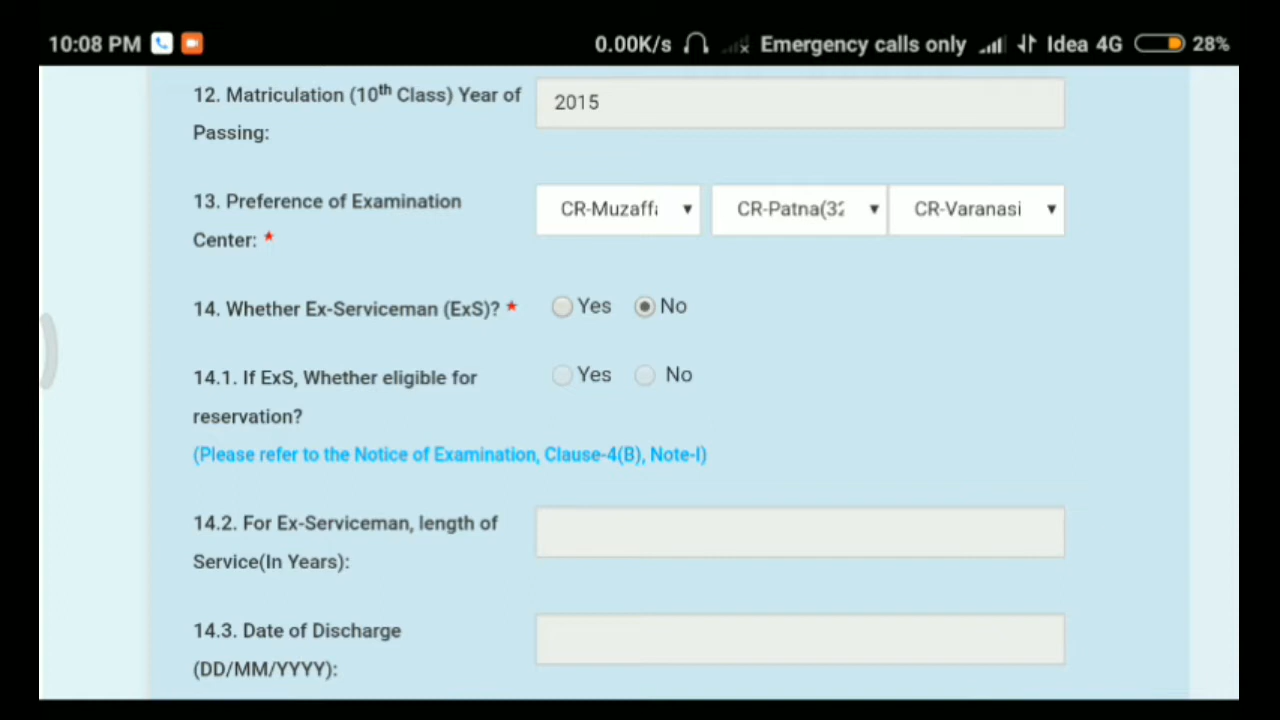 10:08 PM 0.00K/s Emergency calls only Idea 4G 28%
12. Matriculation (10th Class) Year of
Passing:
2015
13. Preference of Examination
Center: *
CR-Muzaffa CR-Patna(32 CR-Varanasi
14. Whether Ex-Serviceman (ExS)? * Yes No
14.1. If ExS, Whether eligible for
reservation?
Yes No
(Please refer to the Notice of Examination, Clause-4(B), Note-I)
14.2. For Ex-Serviceman, length of
Service(In Years):
14.3. Date of Discharge
(DD/MM/YYYY):